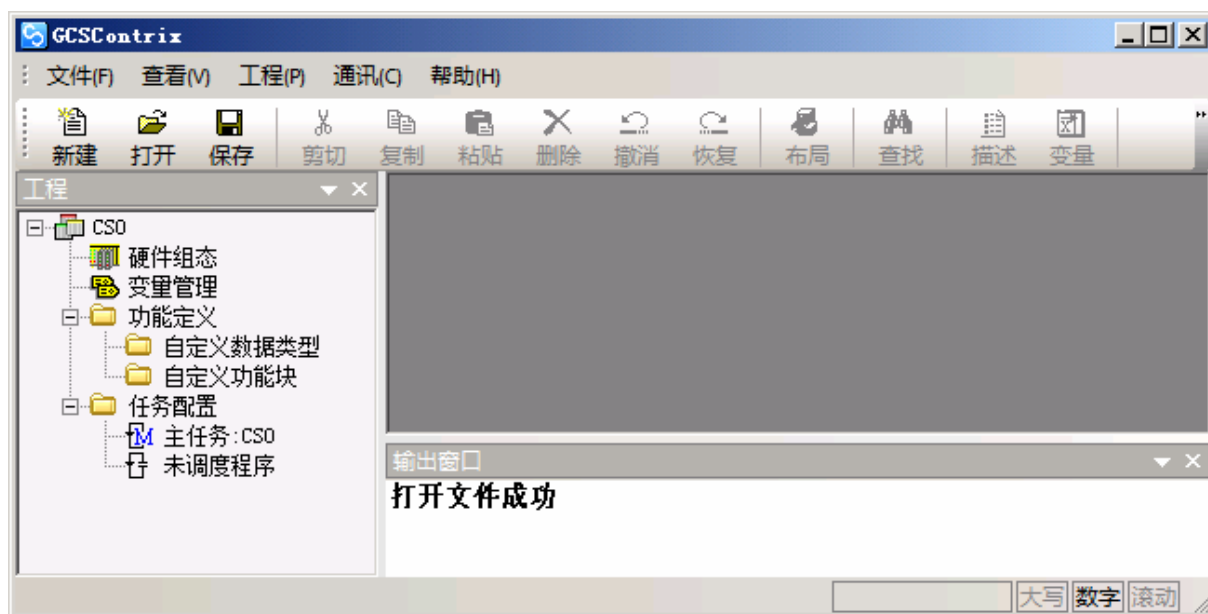 GCSContrix
文件(F) 查看(V) 工程(P) 通讯(C) 帮助(H)
新建 打开 保存 剪切 复制 粘贴 删除 撤消 恢复 布局 查找 描述 变量
工程
CS0
硬件组态
变量管理
功能定义
自定义数据类型
自定义功能块
任务配置
主任务:CS0
未调度程序
输出窗口
打开文件成功
大写 数字 滚动